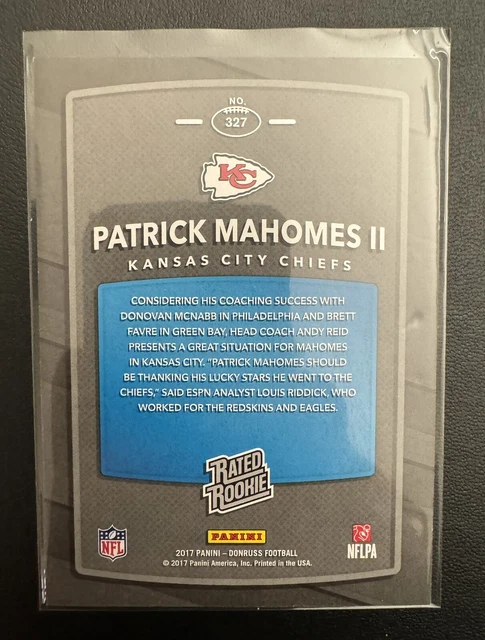 NO.
327
KC
PATRICK MAHOMES II
KANSAS CITY CHIEFS
CONSIDERING HIS COACHING SUCCESS WITH
DONOVAN MCNABB IN PHILADELPHIA AND BRETT
FAVRE IN GREEN BAY, HEAD COACH ANDY REID
PRESENTS A GREAT SITUATION FOR MAHOMES
IN KANSAS CITY. "PATRICK MAHOMES SHOULD
BE THANKING HIS LUCKY STARS HE WENT TO THE
CHIEFS," SAID ESPN ANALYST LOUIS RIDDICK, WHO
WORKED FOR THE REDSKINS AND EAGLES.
RATED
ROOKIE
NFL
PANINI
NFLPA
2017 PANINI – DONRUSS FOOTBALL
© 2017 Panini America, Inc. Printed in the USA.